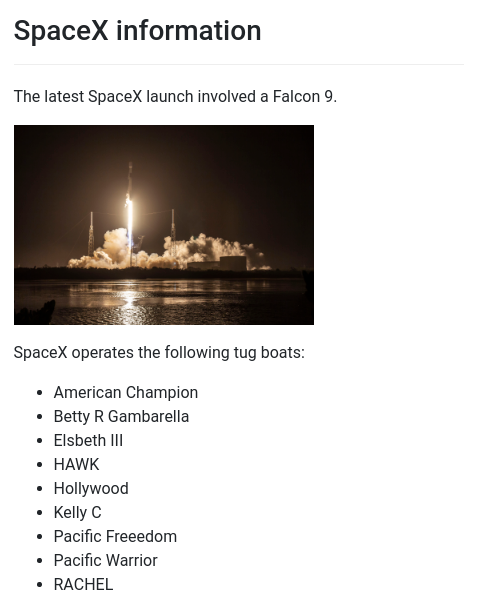 SpaceX information
The latest SpaceX launch involved a Falcon 9.
SpaceX operates the following tug boats:
American Champion
Betty R Gambarella
Elsbeth III
HAWK
Hollywood
Kelly C
Pacific Freeedom
Pacific Warrior
RACHEL